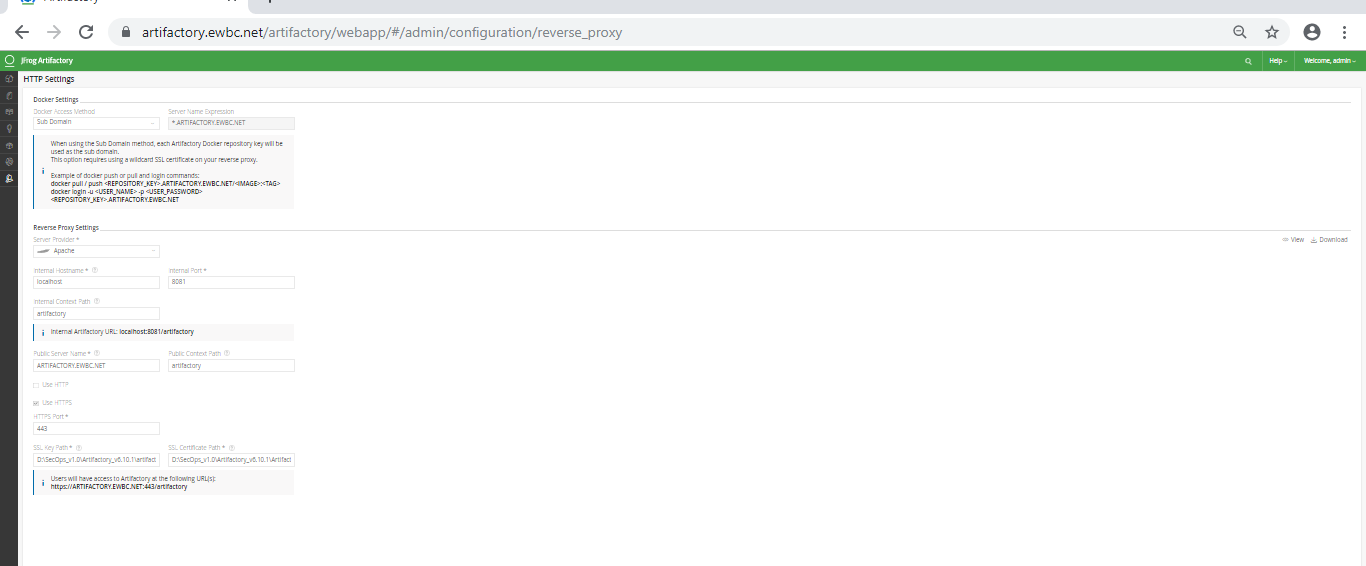 artifactory.ewbc.net/artifactory/webapp/#/admin/configuration/reverse_proxy
JFrog Artifactory
Help
Welcome, admin
HTTP Settings
Docker Settings
Docker Access Method
Server Name Expression
Sub Domain
*.ARTIFACTORY.EWBC.NET
When using the Sub Domain method, each Artifactory Docker repository key will be
used as the sub domain.
This option requires using a wildcard SSL certificate on your reverse proxy.
Example of docker push or pull and login commands:
docker pull / push <REPOSITORY_KEY>.ARTIFACTORY.EWBC.NET/<IMAGE>:<TAG>
docker login -u <USER_NAME> -p <USER_PASSWORD>
<REPOSITORY_KEY>.ARTIFACTORY.EWBC.NET
Reverse Proxy Settings
Server Provider *
View
Download
Apache
Internal Hostname *
Internal Port *
localhost
8081
Internal Context Path
artifactory
Internal Artifactory URL: localhost:8081/artifactory
Public Server Name *
Public Context Path
ARTIFACTORY.EWBC.NET
artifactory
Use HTTP
Use HTTPS
HTTPS Port *
443
SSL Key Path *
SSL Certificate Path *
D:\SecOps_v1.0\Artifactory_v6.10.1\artifact
D:\SecOps_v1.0\Artifactory_v6.10.1\Artifact
Users will have access to Artifactory at the following URL(s):
https://ARTIFACTORY.EWBC.NET:443/artifactory